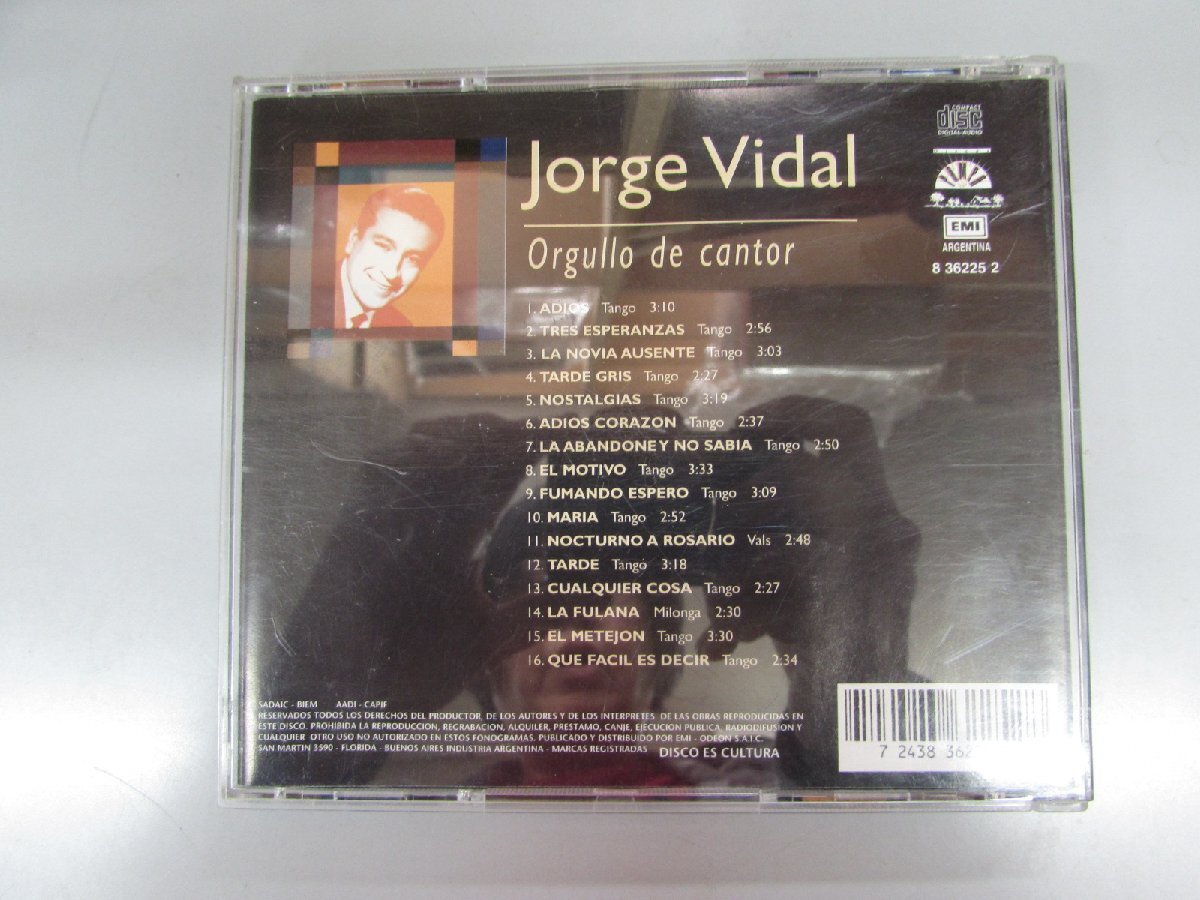 Jorge Vidal
Orgullo de cantor
COMPACT
disc
DIGITAL AUDIO
EMI
ARGENTINA
8 36225 2
1. ADIOS Tango 3:10
2. TRES ESPERANZAS Tango 2:56
3. LA NOVIA AUSENTE Tango 3:03
4. TARDE GRIS Tango 2:27
5. NOSTALGIAS Tango 3:19
6. ADIOS CORAZON Tango 2:37
7. LA ABANDONE Y NO SABIA Tango 2:50
8. EL MOTIVO Tango 3:33
9. FUMANDO ESPERO Tango 3:09
10. MARIA Tango 2:52
11. NOCTURNO A ROSARIO Vals 2:48
12. TARDE Tango 3:18
13. CUALQUIER COSA Tango 2:27
14. LA FULANA Milonga 2:30
15. EL METEJON Tango 3:30
16. QUE FACIL ES DECIR Tango 2:34
SADAIC - BIEM AADI - CAPIF
RESERVADOS TODOS LOS DERECHOS DEL PRODUCTOR, DE LOS AUTORES Y DE LOS INTERPRETES DE LAS OBRAS REPRODUCIDAS EN
ESTE DISCO. PROHIBIDA LA REPRODUCCION, REGRABACION, ALQUILER, PRESTAMO, CANJE, EJECUCION PUBLICA, RADIODIFUSION Y
CUALQUIER OTRO USO NO AUTORIZADO EN ESTOS FONOGRAMAS. PUBLICADO Y DISTRIBUIDO POR EMI - ODEON S.A.I.C.
SAN MARTIN 3590 - FLORIDA - BUENOS AIRES INDUSTRIA ARGENTINA - MARCAS REGISTRADAS DISCO ES CULTURA
7 24383 62